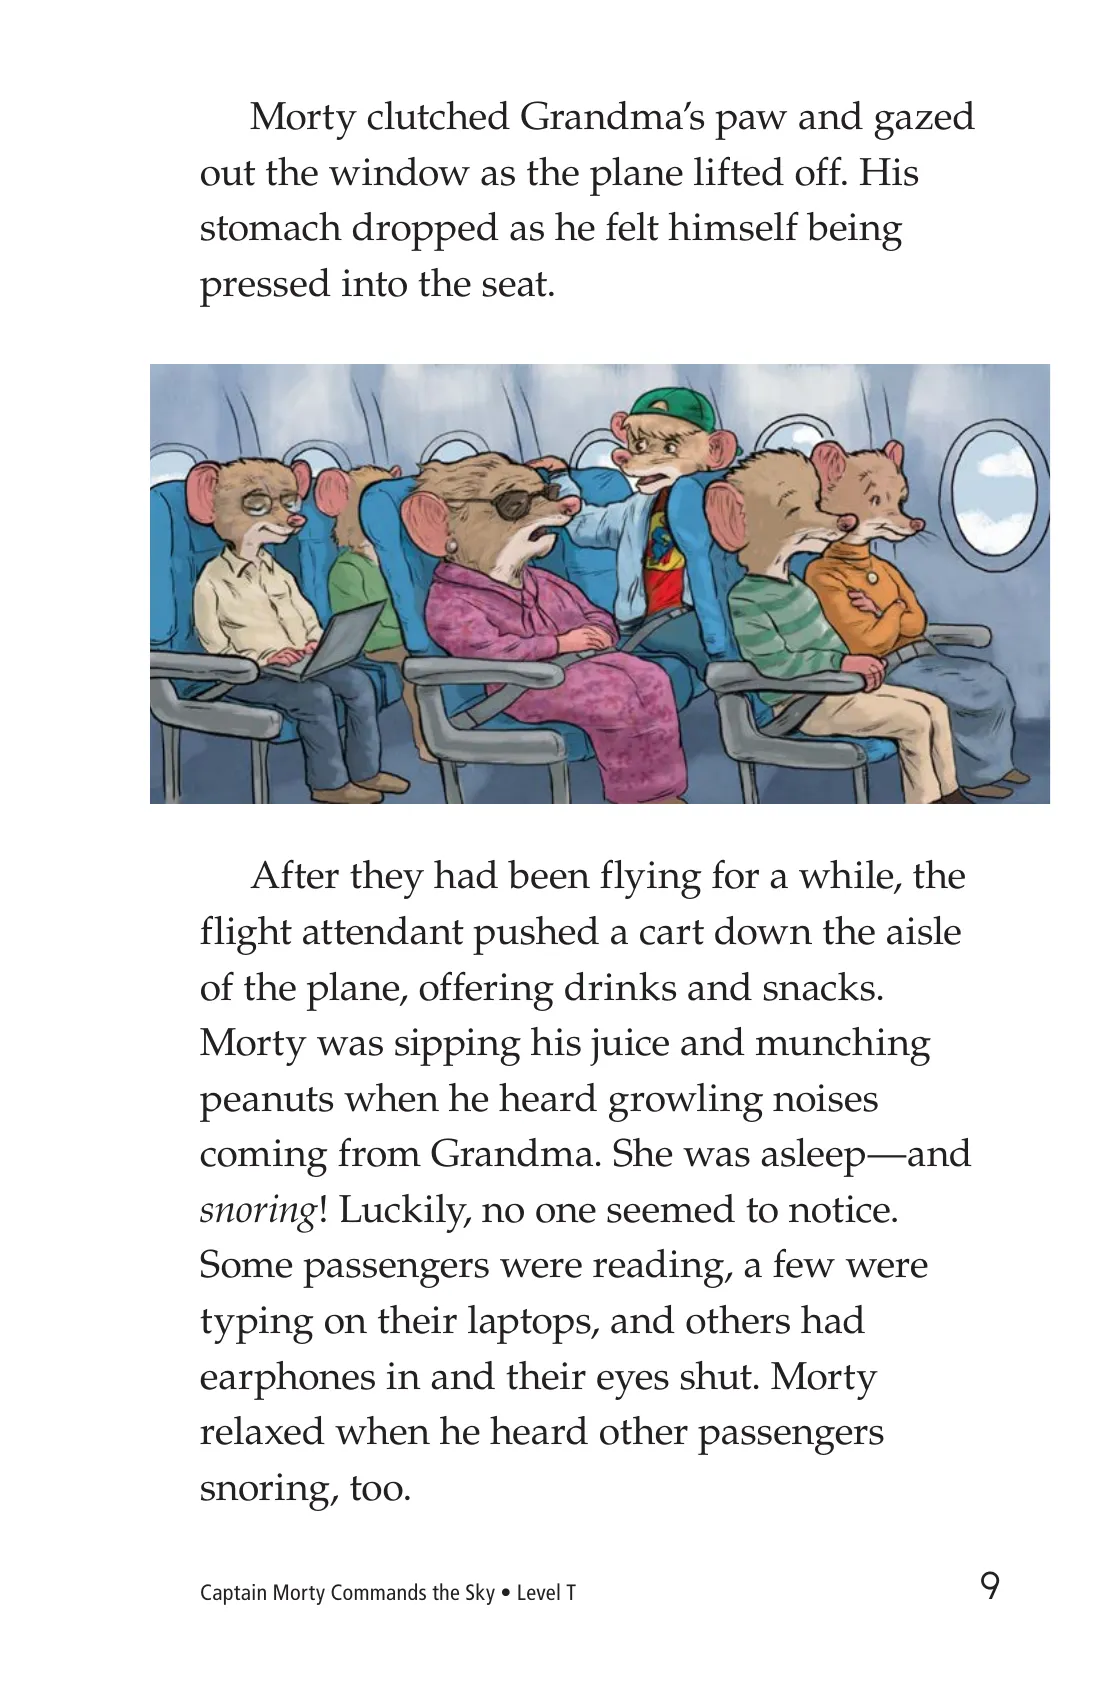 Morty clutched Grandma’s paw and gazed
out the window as the plane lifted off. His
stomach dropped as he felt himself being
pressed into the seat.
After they had been flying for a while, the
flight attendant pushed a cart down the aisle
of the plane, offering drinks and snacks.
Morty was sipping his juice and munching
peanuts when he heard growling noises
coming from Grandma. She was asleep—and
snoring! Luckily, no one seemed to notice.
Some passengers were reading, a few were
typing on their laptops, and others had
earphones in and their eyes shut. Morty
relaxed when he heard other passengers
snoring, too.
Captain Morty Commands the Sky • Level T
9